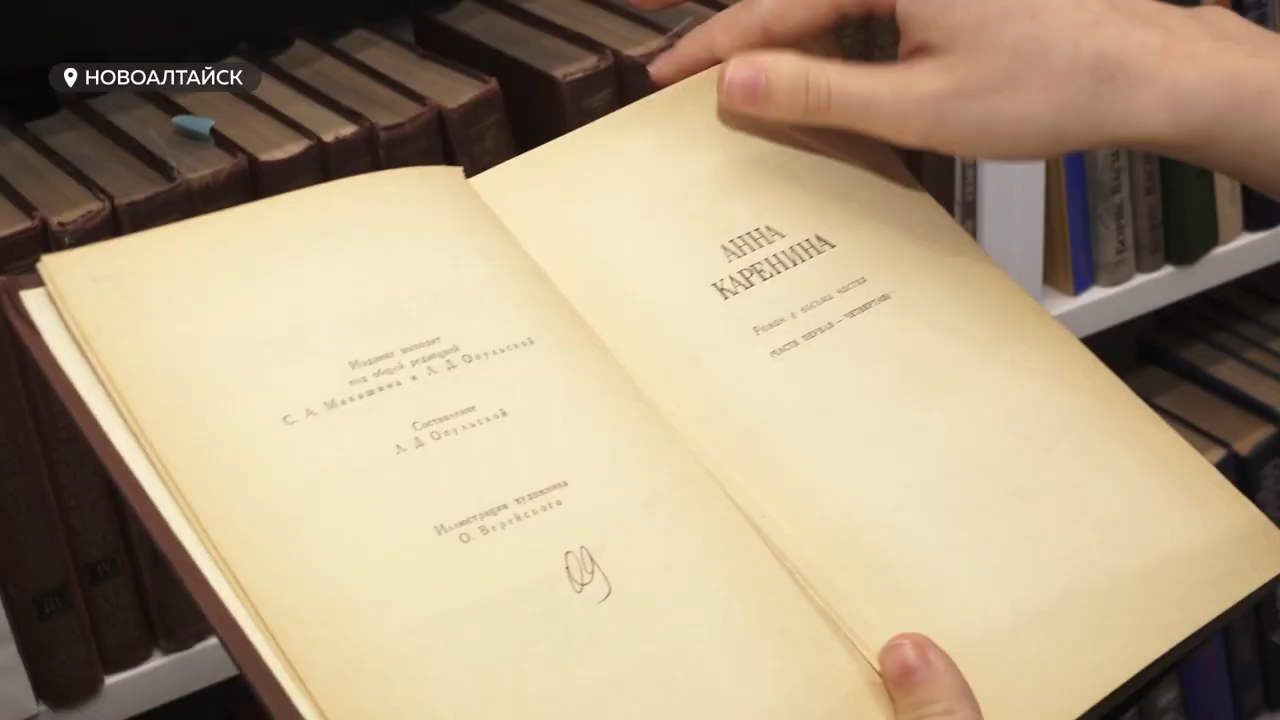 НОВОАЛТАЙСК
Издание выходит
под общей редакцией
С. А. Макашина и Л. Д. Опульской
Составление
Л. Д. Опульской
Иллюстрации художника
О. Верейского
АННА
КАРЕНИНА
Роман в восьми частях
ЧАСТИ ПЕРВАЯ — ЧЕТВЕРТАЯ